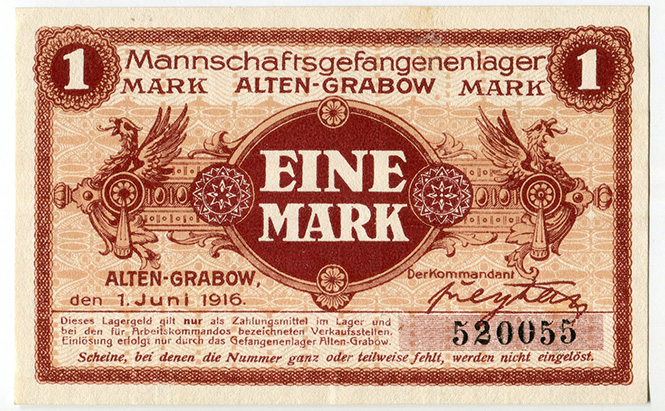 1 Mannschaftsgefangenenlager 1
MARK ALTEN-GRABOW MARK
EINE
MARK
ALTEN-GRABOW,
den 1. Juni 1916.
Der Kommandant
Dieses Lagergeld gilt nur als Zahlungsmittel im Lager und
bei den für Arbeitskommandos bezeichneten Verkaufsstellen.
Einlösung erfolgt nur durch das Gefangenenlager Alten-Grabow.
520055
Scheine, bei denen die Nummer ganz oder teilweise fehlt, werden nicht eingelöst.